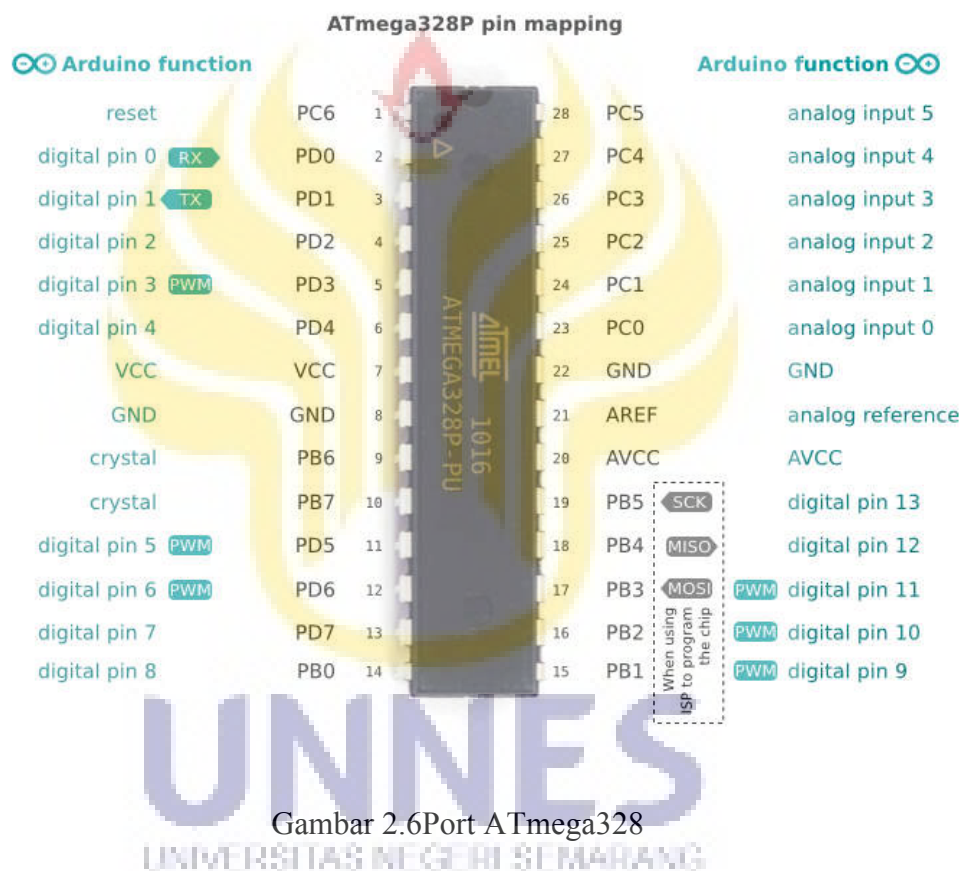 ATmega328P pin mapping
Arduino function Arduino function
reset PC6 1 28 PC5 analog input 5
digital pin 0 RX PD0 2 27 PC4 analog input 4
digital pin 1 TX PD1 3 26 PC3 analog input 3
digital pin 2 PD2 4 25 PC2 analog input 2
digital pin 3 PWM PD3 5 24 PC1 analog input 1
digital pin 4 PD4 6 23 PC0 analog input 0
VCC VCC 7 22 GND GND
GND GND 8 21 AREF analog reference
crystal PB6 9 20 AVCC AVCC
crystal PB7 10 19 PB5 SCK digital pin 13
digital pin 5 PWM PD5 11 18 PB4 MISO digital pin 12
digital pin 6 PWM PD6 12 17 PB3 MOSI PWM digital pin 11
digital pin 7 PD7 13 16 PB2 PWM digital pin 10
digital pin 8 PB0 14 15 PB1 PWM digital pin 9
When using
ISP to program
the chip
ATMEL 1016
ATMEGA328P-PU
UNNES
Gambar 2.6Port ATmega328
UNIVERSITAS NEGERI SEMARANG